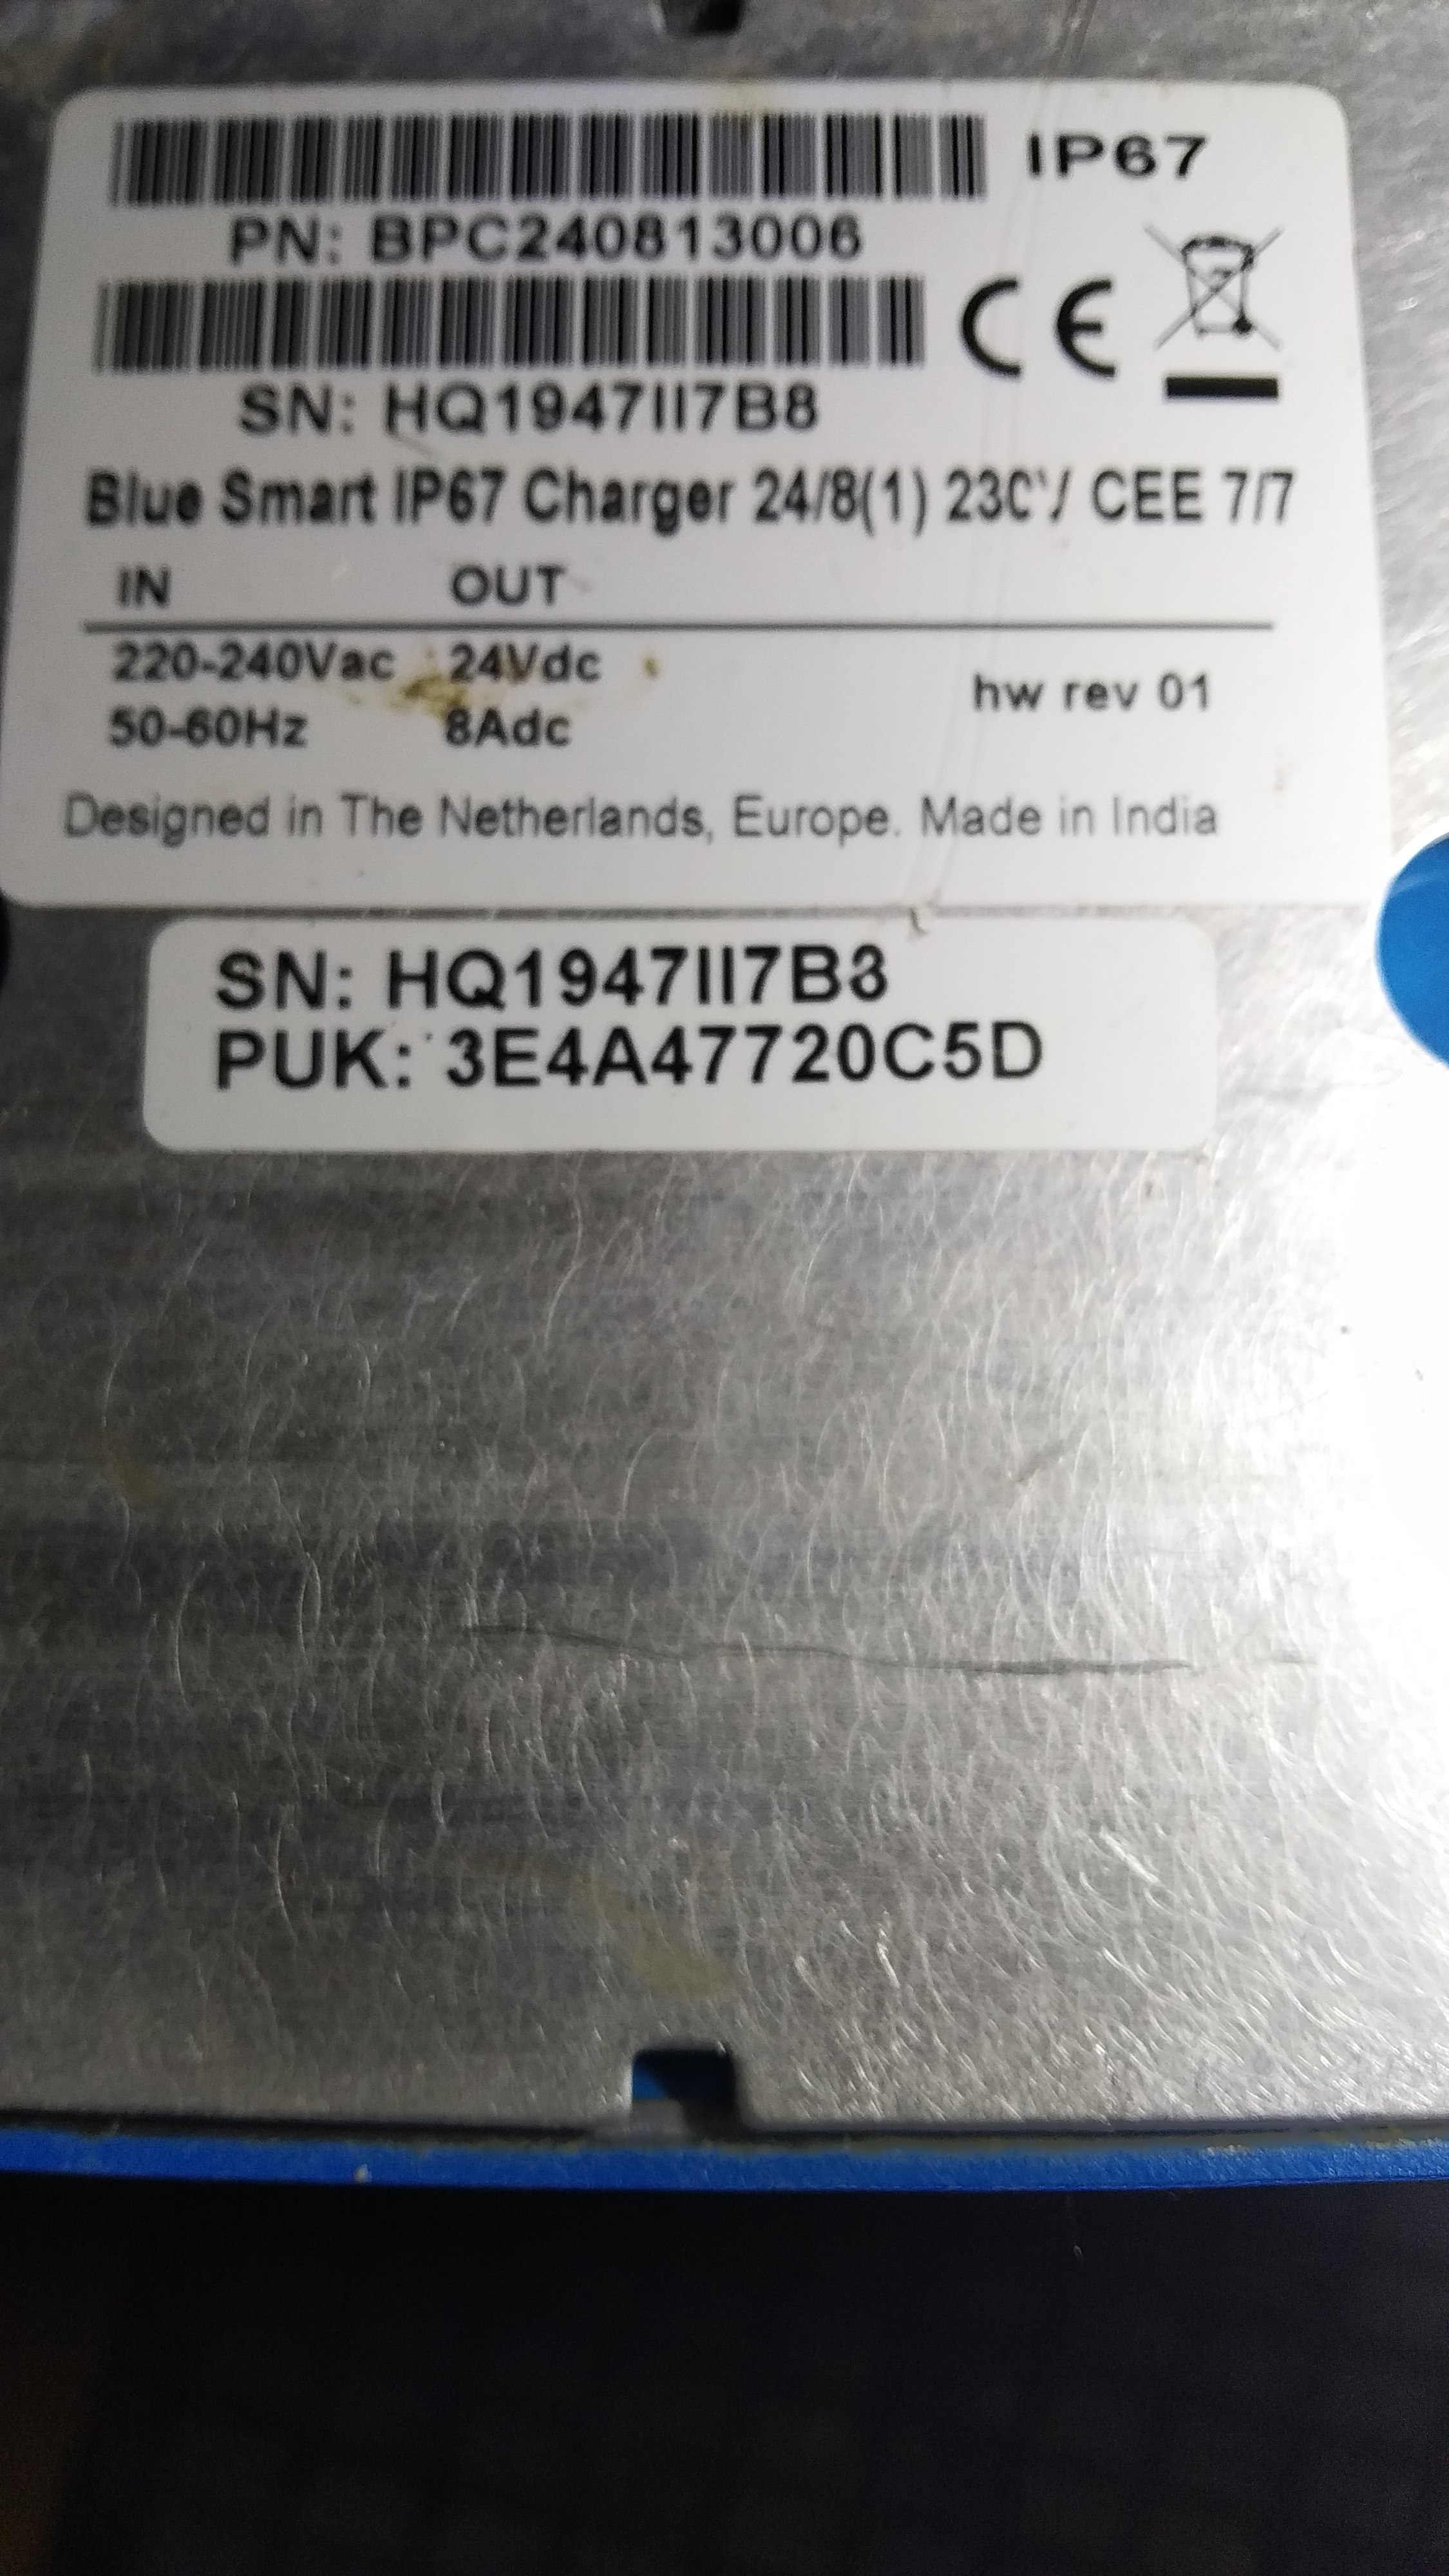 IP67
PN: BPC240813006
CE
SN: HQ1947II7B8
Blue Smart IP67 Charger 24/8(1) 230V CEE 7/7
IN OUT
220-240Vac 24Vdc
50-60Hz 8Adc
hw rev 01
Designed in The Netherlands, Europe. Made in India
SN: HQ1947II7B8
PUK: 3E4A47720C5D